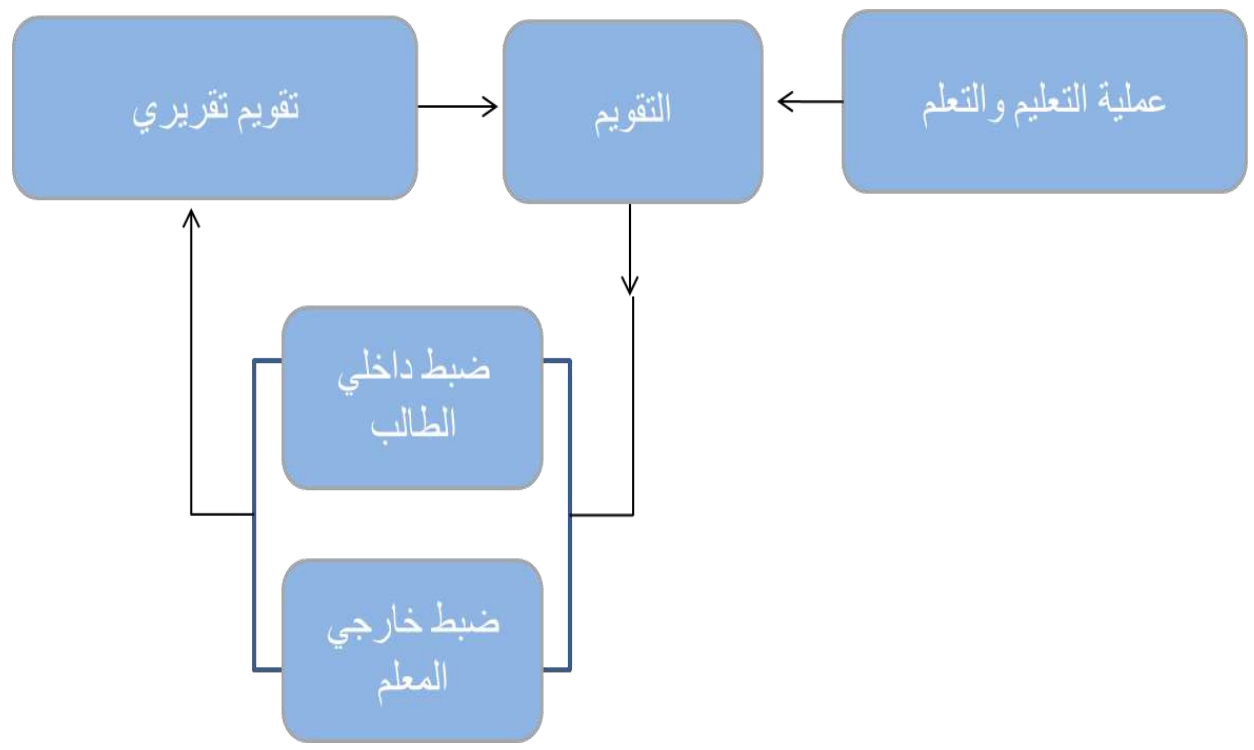 عملية التعليم والتعلم
التقويم
تقويم تقريري
ضبط داخلي
الطالب
ضبط خارجي
المعلم